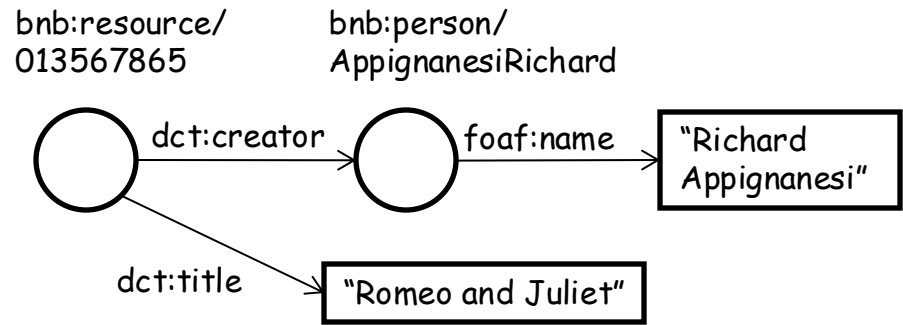 bnb:resource/
013567865
bnb:person/
AppignanesiRichard
dct:creator
foaf:name
“Richard
Appignanesi”
dct:title
“Romeo and Juliet”